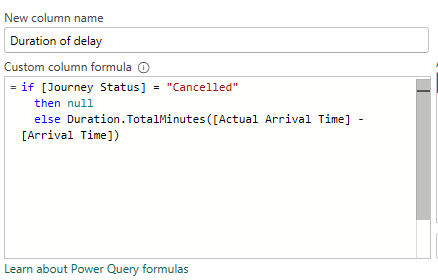 New column name
Duration of delay
Custom column formula
= if [Journey Status] = "Cancelled"
then null
else Duration.TotalMinutes([Actual Arrival Time] -
[Arrival Time])
Learn about Power Query formulas